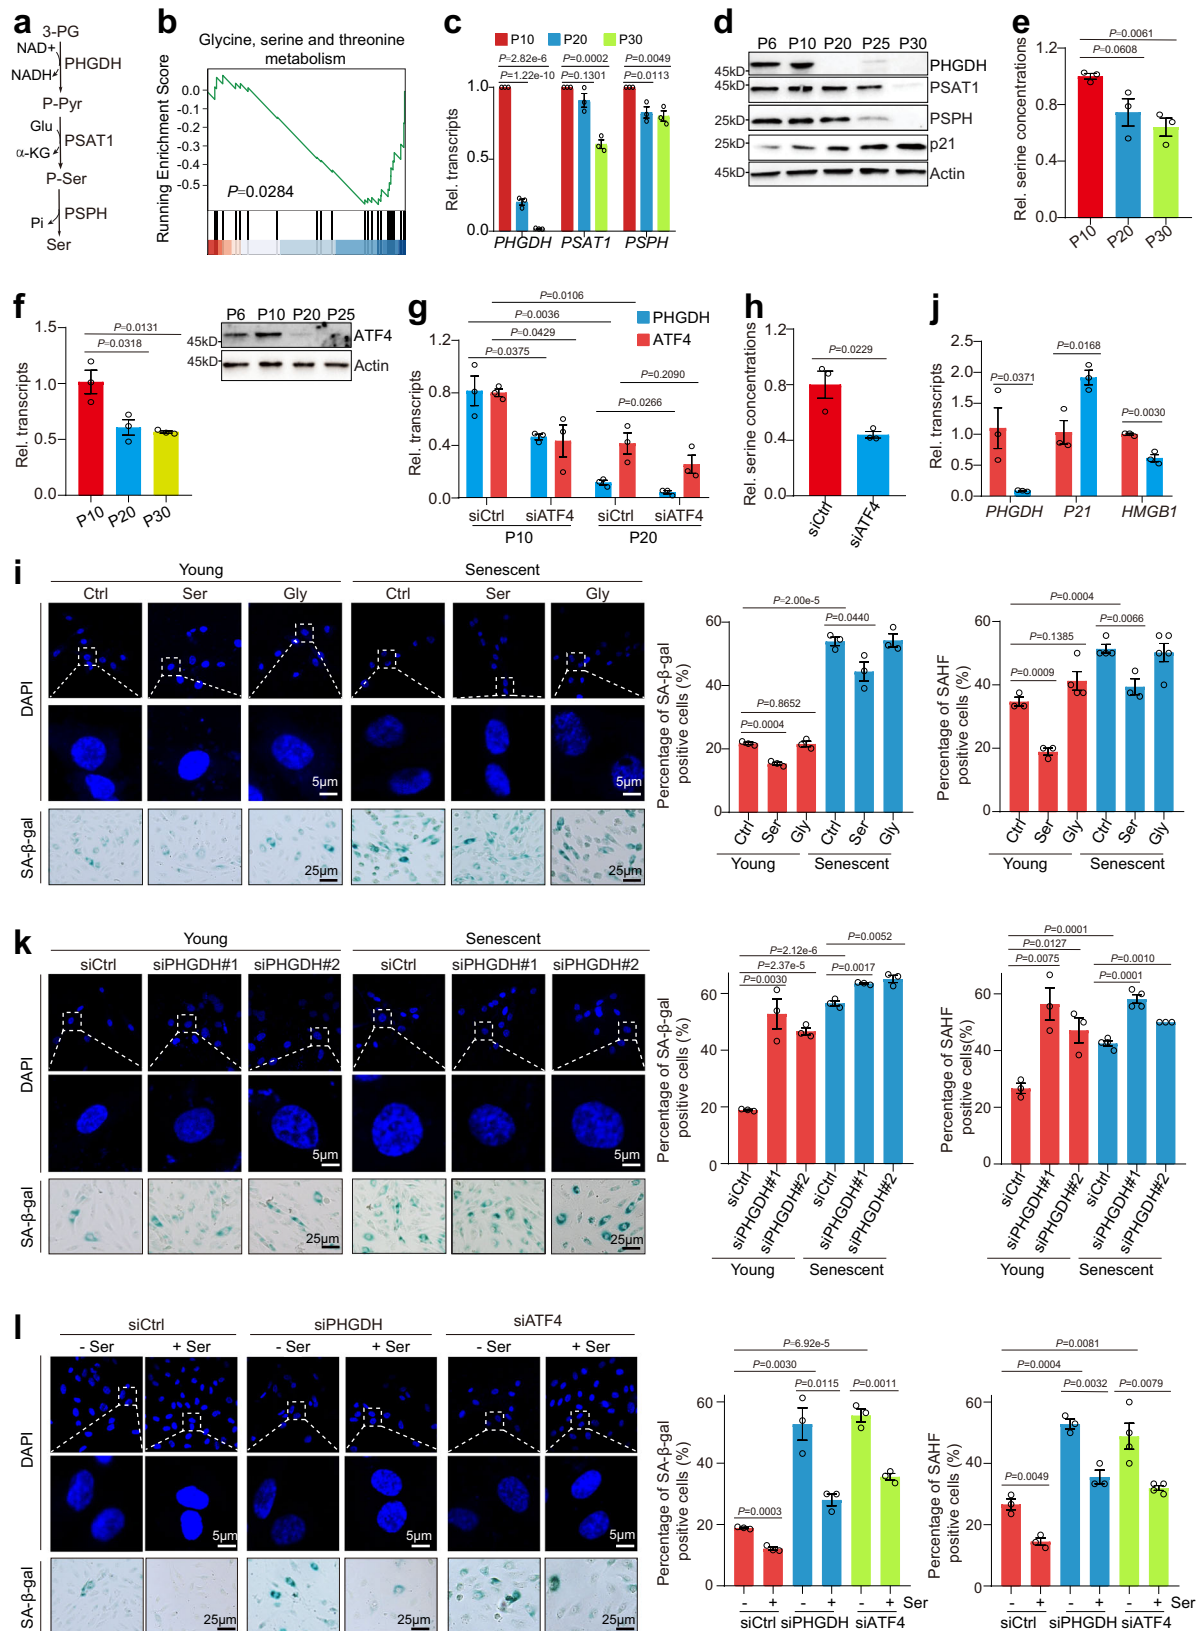 a
3-PG
NAD+
PHGDH
NADH
P-Pyr
Glu
PSAT1
α-KG
P-Ser
PSPH
Pi
Ser
b
Glycine, serine and threonine
metabolism
Running Enrichment Score
0.0
-0.1
-0.2
-0.3
-0.4
-0.5
P=0.0284
c
P10 P20 P30
P=2.82e-6 P=0.0002 P=0.0049
P=1.22e-10 P=0.1301 P=0.0113
Rel. transcripts
1.0
0.5
0.0
PHGDH PSAT1 PSPH
d
P6 P10 P20 P25 P30
45kD PHGDH
45kD PSAT1
25kD PSPH
25kD p21
45kD Actin
e
P=0.0061
P=0.0608
Rel. serine concentrations
1.2
0.8
0.4
0.0
P10 P20 P30
f
P=0.0131
P=0.0318
Rel. transcripts
1.5
1.0
0.5
0.0
P10 P20 P30
P6 P10 P20 P25
45kD ATF4
45kD Actin
g
P=0.0106
P=0.0036
P=0.0429
P=0.0375
P=0.2090
P=0.0266
PHGDH
ATF4
Rel. transcripts
1.2
0.8
0.4
0.0
siCtrl siATF4 siCtrl siATF4
P10 P20
h
P=0.0229
Rel. serine concentrations
1.2
0.8
0.4
0.0
siCtrl siATF4
j
P=0.0371 P=0.0168 P=0.0030
Rel. transcripts
2.5
2.0
1.5
1.0
0.5
0.0
PHGDH P21 HMGB1
i
Young Senescent
Ctrl Ser Gly Ctrl Ser Gly
DAPI
5µm 5µm
SA-β-gal
25µm 25µm
P=2.00e-5
P=0.0440
P=0.8652
P=0.0004
Percentage of SA-β-gal
positive cells (%)
60
40
20
0
Ctrl Ser Gly Ctrl Ser Gly
Young Senescent
P=0.0004
P=0.0066
P=0.1385
P=0.0009
Percentage of SAHF
positive cells (%)
60
40
20
0
Ctrl Ser Gly Ctrl Ser Gly
Young Senescent
k
Young Senescent
siCtrl siPHGDH#1 siPHGDH#2 siCtrl siPHGDH#1 siPHGDH#2
DAPI
5µm 5µm
SA-β-gal
25µm 25µm
P=0.0052
P=2.12e-6
P=2.37e-5
P=0.0030 P=0.0017
Percentage of SA-β-gal
positive cells (%)
60
40
20
0
siCtrl siPHGDH#1 siPHGDH#2 siCtrl siPHGDH#1 siPHGDH#2
Young Senescent
P=0.0001
P=0.0127
P=0.0075 P=0.0010
P=0.0001
Percentage of SAHF
positive cells(%)
60
40
20
0
siCtrl siPHGDH#1 siPHGDH#2 siCtrl siPHGDH#1 siPHGDH#2
Young Senescent
l
siCtrl siPHGDH siATF4
- Ser + Ser - Ser + Ser - Ser + Ser
DAPI
5µm 5µm 5µm
SA-β-gal
25µm 25µm 25µm
P=6.92e-5
P=0.0030
P=0.0115 P=0.0011
P=0.0003
Percentage of SA-β-gal
positive cells (%)
60
40
20
0
- + - + - + Ser
siCtrl siPHGDH siATF4
P=0.0081
P=0.0004
P=0.0032 P=0.0079
P=0.0049
Percentage of SAHF
positive cells (%)
60
40
20
0
- + - + - + Ser
siCtrl siPHGDH siATF4